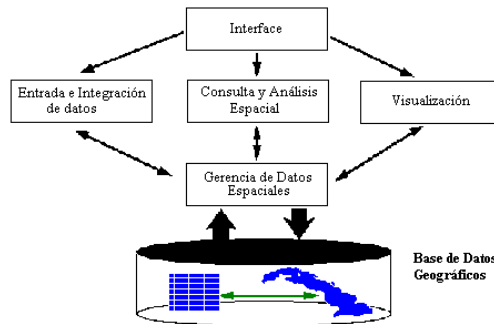 Interface
Entrada e Integración
de datos
Consulta y Análisis
Espacial
Visualización
Gerencia de Datos
Espaciales
Base de Datos
Geográficos